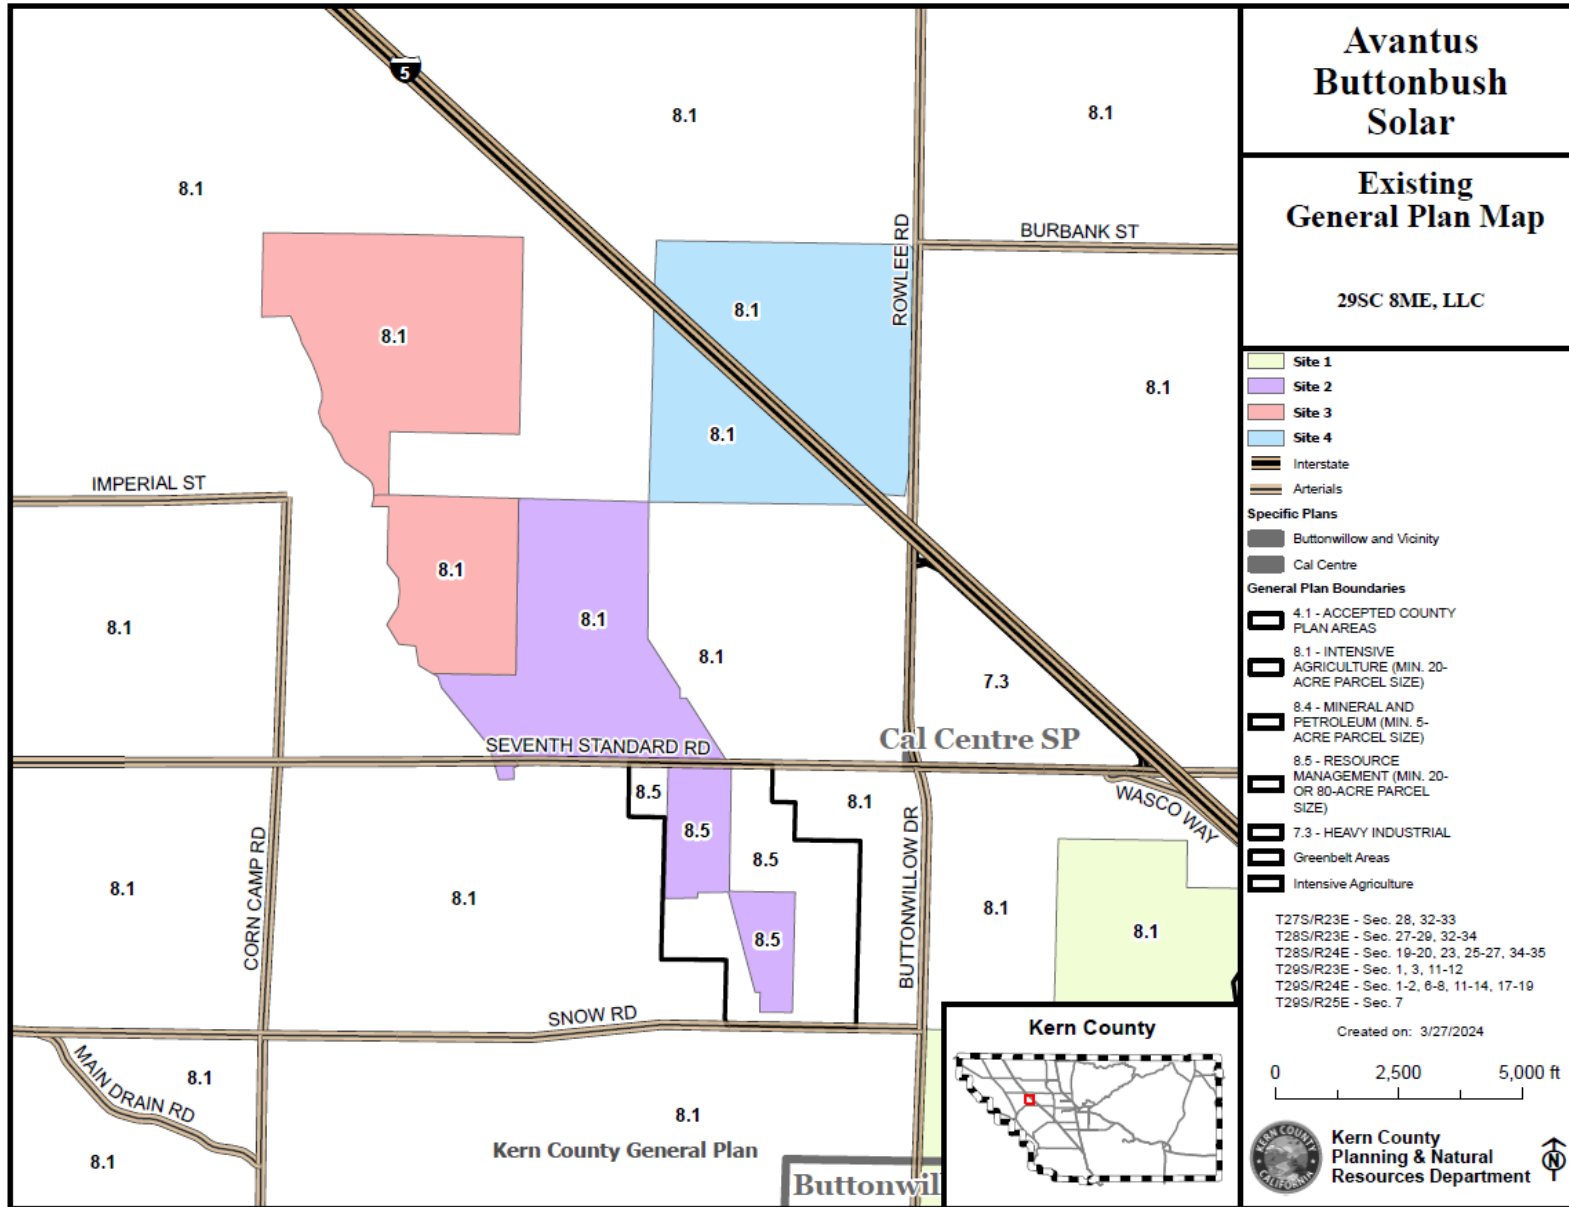 Avantus
Buttonbush
Solar
Existing
General Plan Map
29SC 8ME, LLC
Site 1
Site 2
Site 3
Site 4
Interstate
Arterials
Specific Plans
Buttonwillow and Vicinity
Cal Centre
General Plan Boundaries
4.1 - ACCEPTED COUNTY
PLAN AREAS
8.1 - INTENSIVE
AGRICULTURE (MIN. 20-
ACRE PARCEL SIZE)
8.4 - MINERAL AND
PETROLEUM (MIN. 5-
ACRE PARCEL SIZE)
8.5 - RESOURCE
MANAGEMENT (MIN. 20-
OR 80-ACRE PARCEL
SIZE)
7.3 - HEAVY INDUSTRIAL
Greenbelt Areas
Intensive Agriculture
T27S/R23E - Sec. 28, 32-33
T28S/R23E - Sec. 27-29, 32-34
T28S/R24E - Sec. 19-20, 23, 25-27, 34-35
T29S/R23E - Sec. 1, 3, 11-12
T29S/R24E - Sec. 1-2, 6-8, 11-14, 17-19
T29S/R25E - Sec. 7
Created on: 3/27/2024
0 2,500 5,000 ft
KERN COUNTY
CALIFORNIA
Kern County
Planning & Natural
Resources Department
N
5
8.1
8.1
8.1
ROWLEE RD
BURBANK ST
8.1
8.1
8.1
8.1
IMPERIAL ST
8.1
8.1
8.1
8.1
8.1
7.3
SEVENTH STANDARD RD
Cal Centre SP
8.5
8.1
WASCO WAY
CORN CAMP RD
8.5
8.5
BUTTONWILLOW DR
8.1
8.1
8.1
8.5
8.1
SNOW RD
Kern County
MAIN DRAIN RD
8.1
8.1
Kern County General Plan
8.1
Buttonwil